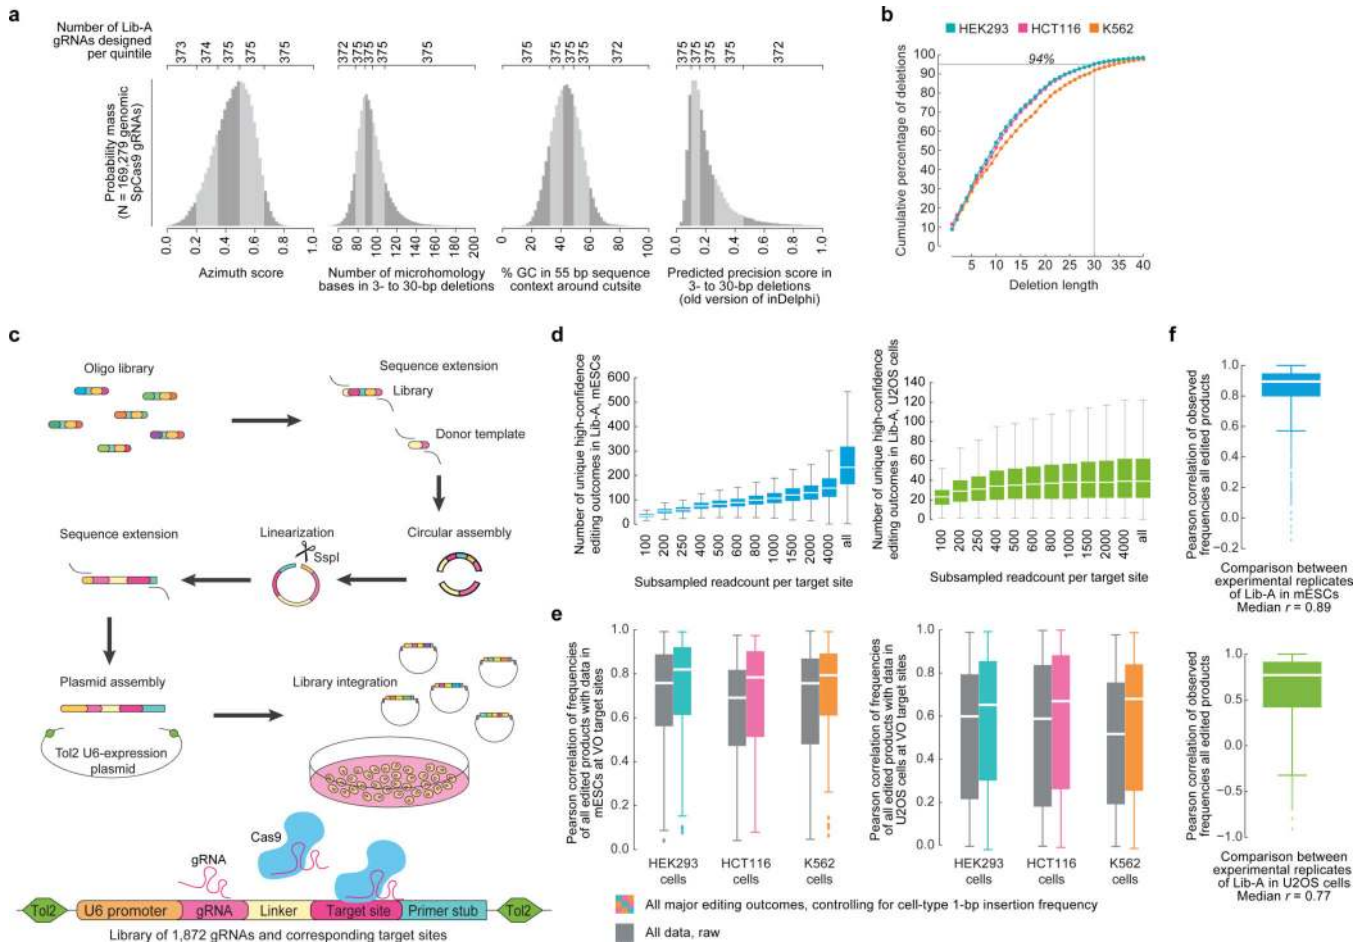 a
Number of Lib-A
gRNAs designed
per quintile
373 374 375 375 375
372 375 375 375 375
375 375 375 375 372
375 375 375 375 372
Probability mass
(N = 169,279 genomic
SpCas9 gRNAs)
0.0 0.2 0.4 0.6 0.8 1.0
Azimuth score
60 80 100 120 140 160 180 200
Number of microhomology
bases in 3- to 30-bp deletions
0 20 40 60 80 100
% GC in 55 bp sequence
context around cutsite
0.0 0.2 0.4 0.6 0.8 1.0
Predicted precision score in
3- to 30-bp deletions
(old version of inDelphi)
b
HEK293 HCT116 K562
94%
Cumulative percentage of deletions
100
90
80
70
60
50
40
30
20
10
0
5 10 15 20 25 30 35 40
Deletion length
c
Oligo library
Sequence extension
Library
Donor template
Circular assembly
Linearization
SspI
Sequence extension
Plasmid assembly
Tol2 U6-expression
plasmid
Library integration
Cas9
gRNA
Tol2 U6 promoter gRNA Linker Target site Primer stub Tol2
Library of 1,872 gRNAs and corresponding target sites
d
Number of unique high-confidence
editing outcomes in Lib-A, mESCs
600
500
400
300
200
100
0
100 200 250 400 500 600 800 1000 1500 2000 4000 all
Subsampled readcount per target site
Number of unique high-confidence
editing outcomes in Lib-A, U2OS cells
140
120
100
80
60
40
20
0
100 200 250 400 500 600 800 1000 1500 2000 4000 all
Subsampled readcount per target site
e
Pearson correlation of frequencies
of all edited products with data in
mESCs at VO target sites
1.0
0.8
0.6
0.4
0.2
0.0
HEK293
cells
HCT116
cells
K562
cells
Pearson correlation of frequencies
of all edited products with data in
U2OS cells at VO target sites
1.0
0.8
0.6
0.4
0.2
0.0
HEK293
cells
HCT116
cells
K562
cells
All major editing outcomes, controlling for cell-type 1-bp insertion frequency
All data, raw
f
Pearson correlation of observed
frequencies all edited products
1.0
0.8
0.6
0.4
0.2
0.0
−0.2
Comparison between
experimental replicates
of Lib-A in mESCs
Median r = 0.89
Pearson correlation of observed
frequencies all edited products
1.0
0.5
0.0
−0.5
−1.0
Comparison between
experimental replicates
of Lib-A in U2OS cells
Median r = 0.77